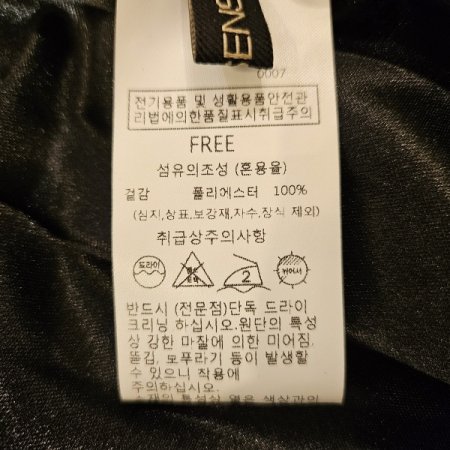 ENS
0007
전기용품 및 생활용품안전관
리법에의한품질표시취급주의
FREE
섬유의조성 (혼용율)
겉감 폴리에스터 100%
(심지,상표,보강재,자수,장식 제외)
취급상주의사항
드라이 2
반드시 (전문점)단독 드라이
크리닝 하십시오.원단의 특성
상 강한 마찰에 의한 미어짐.
뜯김, 보푸라기 등이 발생할
수 있으니 착용에
주의하십시오.